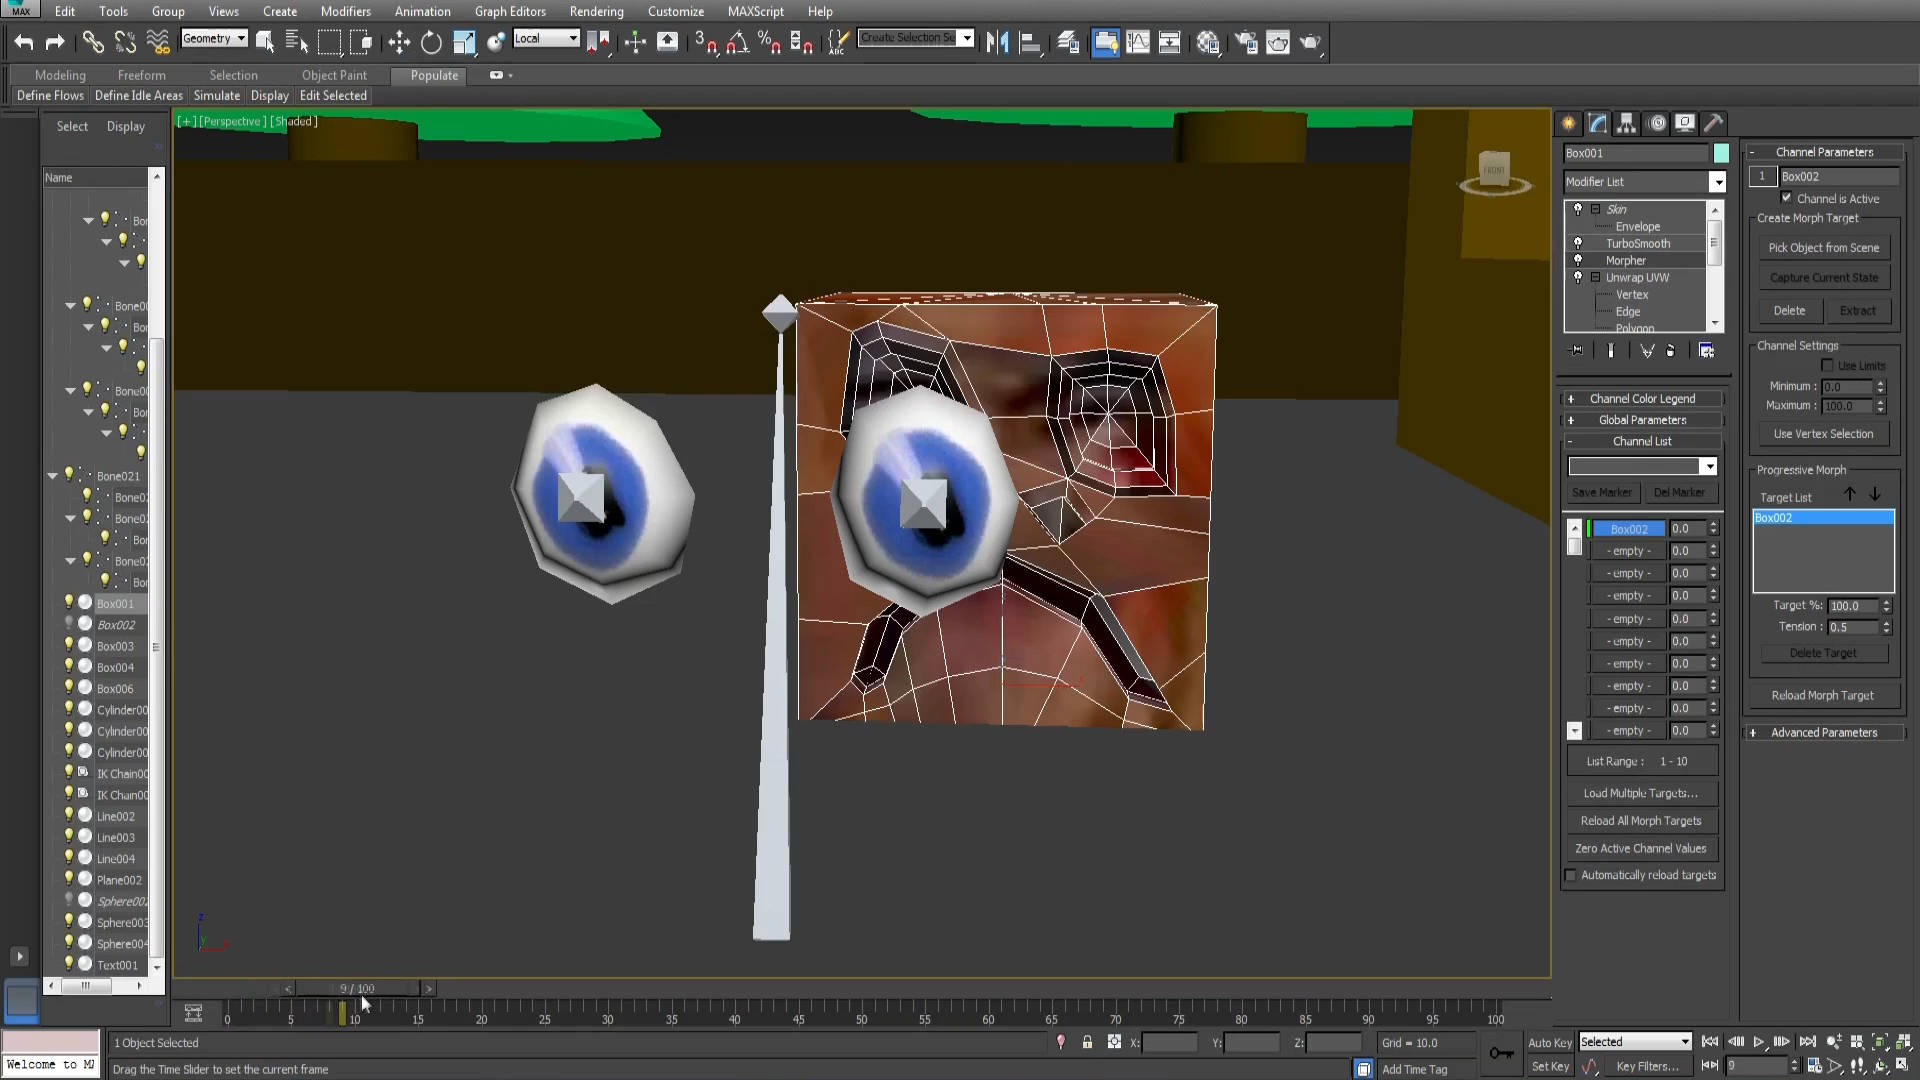 MAX
Edit Tools Group Views Create Modifiers Animation Graph Editors Rendering Customize MAXScript Help
Geometry Local 3 Create Selection Se
Modeling Freeform Selection Object Paint Populate
Define Flows Define Idle Areas Simulate Display Edit Selected
Select Display
Name
Bo
Bone0
Bo
Bone0
Bo
Bone021
Bone0
Bo
Bone0
Bo
Box001
Box002
Box003
Box004
Box006
Cylinder00
Cylinder00
Cylinder00
IK Chain00
IK Chain00
Line002
Line003
Line004
Plane002
Sphere002
Sphere003
Sphere004
Text001
[+][Perspective][Shaded]
FRONT
z
x
y
x
Box001
Modifier List
Skin
Envelope
TurboSmooth
Morpher
Unwrap UVW
Vertex
Edge
Polygon
+ Channel Color Legend
+ Global Parameters
- Channel List
Save Marker Del Marker
Box002 0.0
- empty - 0.0
- empty - 0.0
- empty - 0.0
- empty - 0.0
- empty - 0.0
- empty - 0.0
- empty - 0.0
- empty - 0.0
- empty - 0.0
List Range : 1 - 10
Load Multiple Targets...
Reload All Morph Targets
Zero Active Channel Values
Automatically reload targets
- Channel Parameters
1 Box002
Channel is Active
Create Morph Target
Pick Object from Scene
Capture Current State
Delete Extract
Channel Settings
Use Limits
Minimum : 0.0
Maximum : 100.0
Use Vertex Selection
Progressive Morph
Target List
Box002
Target %: 100.0
Tension : 0.5
Delete Target
Reload Morph Target
+ Advanced Parameters
< 9 / 100 >
0 5 10 15 20 25 30 35 40 45 50 55 60 65 70 75 80 85 90 95 100
1 Object Selected X: Y: Z: Grid = 10.0 Auto Key Selected
Welcome to M
Drag the Time Slider to set the current frame Add Time Tag Set Key Key Filters... 9